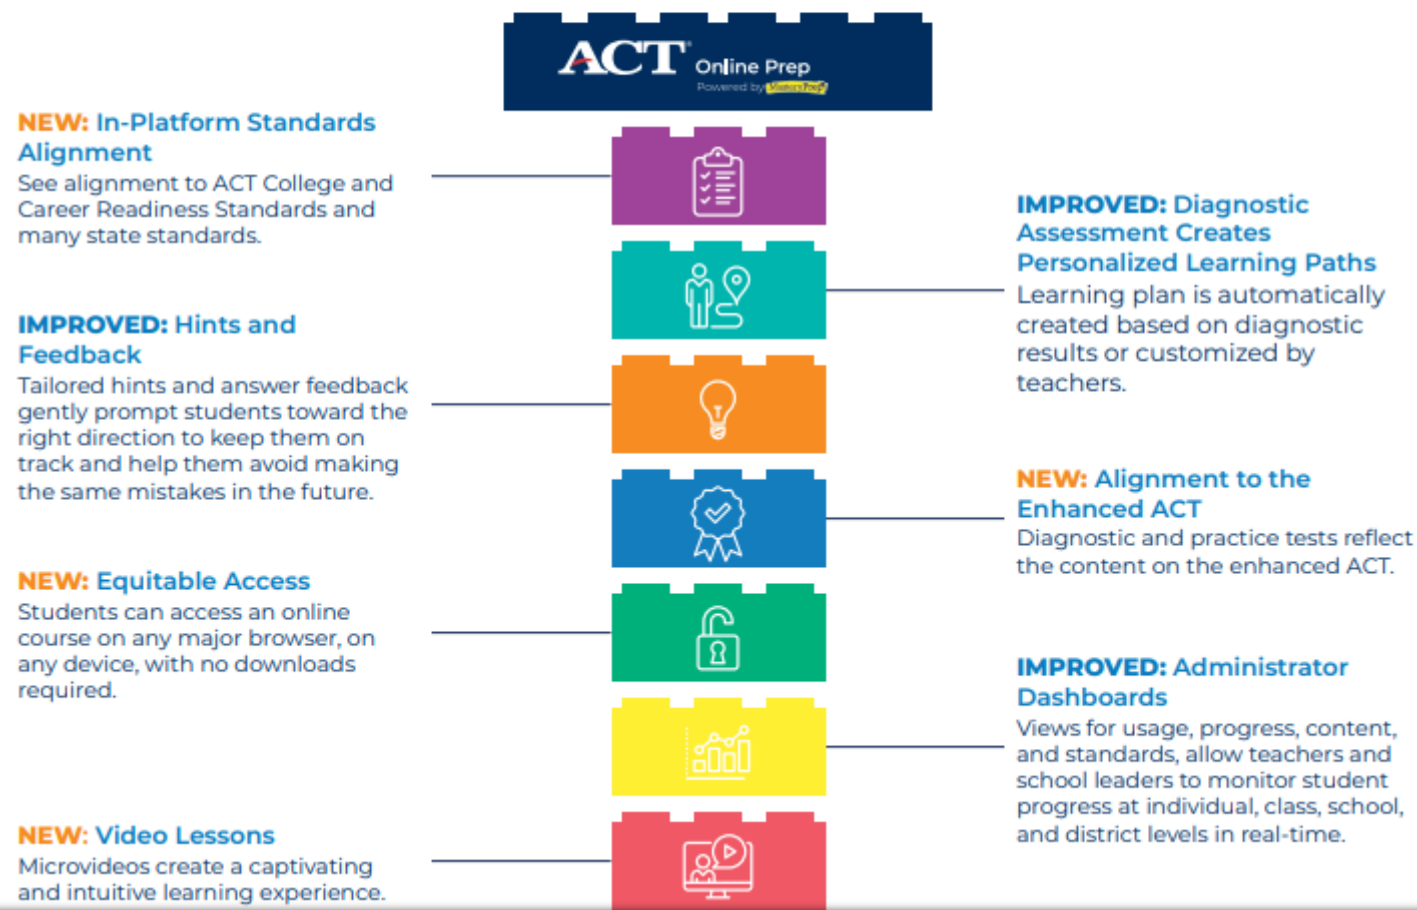 ACT®
Online Prep
Powered by MasteryPrep
NEW: In-Platform Standards
Alignment
See alignment to ACT College and
Career Readiness Standards and
many state standards.
IMPROVED: Diagnostic
Assessment Creates
Personalized Learning Paths
Learning plan is automatically
created based on diagnostic
results or customized by
teachers.
IMPROVED: Hints and
Feedback
Tailored hints and answer feedback
gently prompt students toward the
right direction to keep them on
track and help them avoid making
the same mistakes in the future.
NEW: Alignment to the
Enhanced ACT
Diagnostic and practice tests reflect
the content on the enhanced ACT.
NEW: Equitable Access
Students can access an online
course on any major browser, on
any device, with no downloads
required.
IMPROVED: Administrator
Dashboards
Views for usage, progress, content,
and standards, allow teachers and
school leaders to monitor student
progress at individual, class, school,
and district levels in real-time.
NEW: Video Lessons
Microvideos create a captivating
and intuitive learning experience.